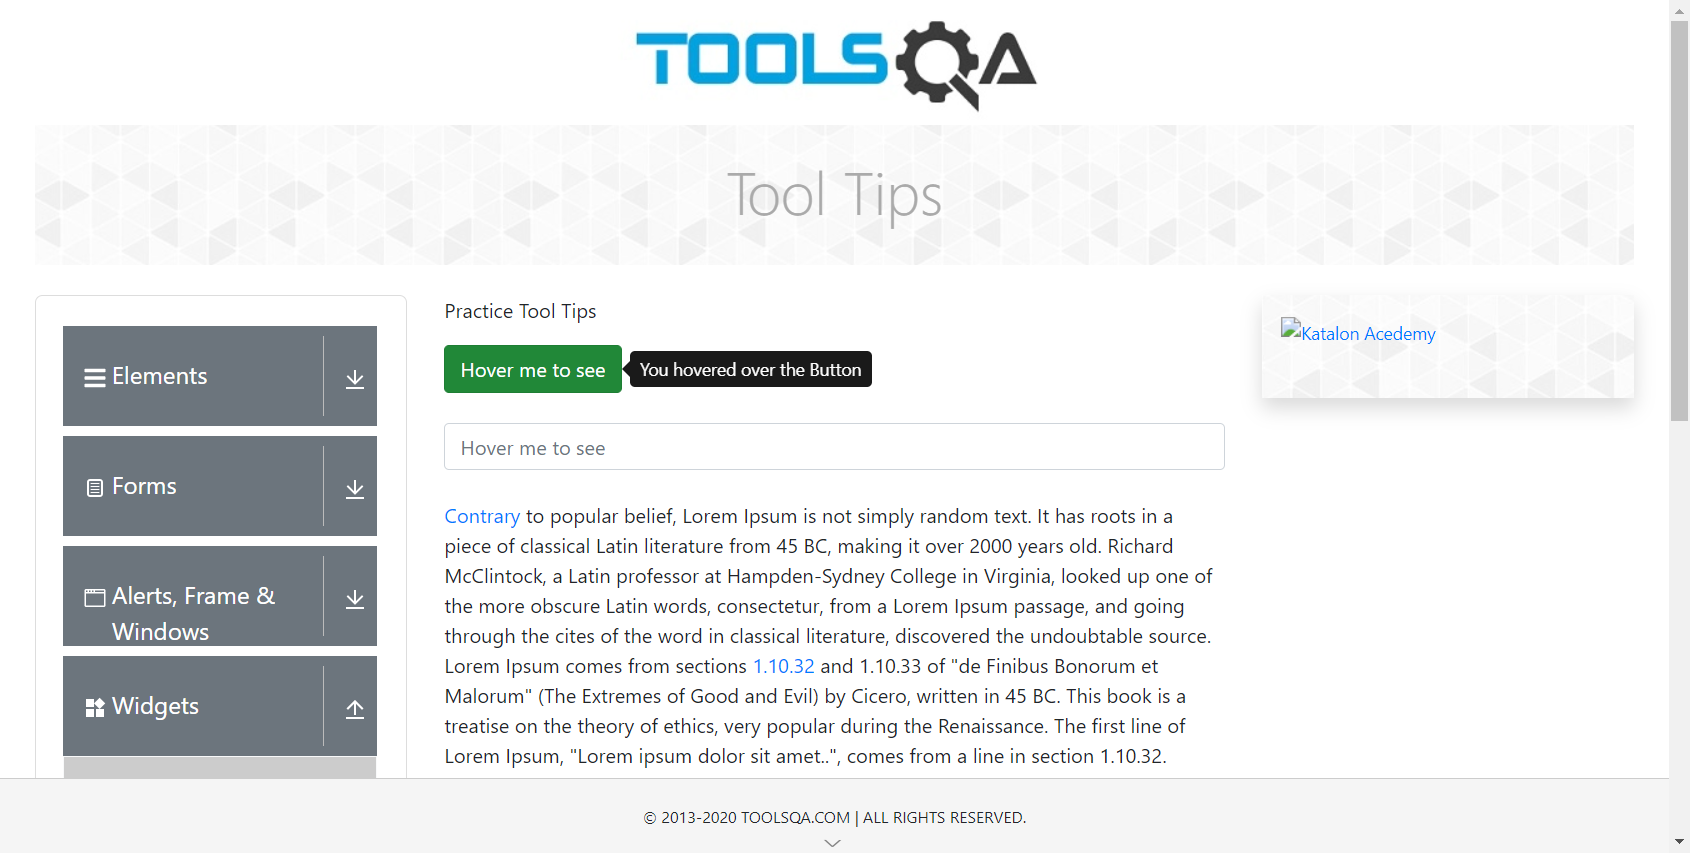 TOOLSQA
Tool Tips
Elements
Forms
Alerts, Frame &
Windows
Widgets
Practice Tool Tips
Hover me to see
You hovered over the Button
Hover me to see
Contrary to popular belief, Lorem Ipsum is not simply random text. It has roots in a
piece of classical Latin literature from 45 BC, making it over 2000 years old. Richard
McClintock, a Latin professor at Hampden-Sydney College in Virginia, looked up one of
the more obscure Latin words, consectetur, from a Lorem Ipsum passage, and going
through the cites of the word in classical literature, discovered the undoubtable source.
Lorem Ipsum comes from sections 1.10.32 and 1.10.33 of "de Finibus Bonorum et
Malorum" (The Extremes of Good and Evil) by Cicero, written in 45 BC. This book is a
treatise on the theory of ethics, very popular during the Renaissance. The first line of
Lorem Ipsum, "Lorem ipsum dolor sit amet..", comes from a line in section 1.10.32.
Katalon Acedemy
© 2013-2020 TOOLSQA.COM | ALL RIGHTS RESERVED.